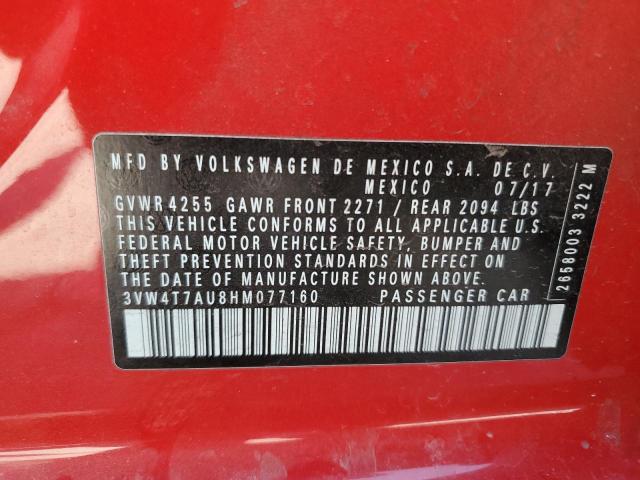 MFD BY VOLKSWAGEN DE MEXICO S.A. DE C.V.
MEXICO 07/17
GVWR 4255 GAWR FRONT 2271 / REAR 2094 LBS
THIS VEHICLE CONFORMS TO ALL APPLICABLE U.S.
FEDERAL MOTOR VEHICLE SAFETY, BUMPER AND
THEFT PREVENTION STANDARDS IN EFFECT ON
THE DATE OF MANUFACTURE SHOWN ABOVE.
3VW4T7AU8HM077160 PASSENGER CAR
2658003 3222 M